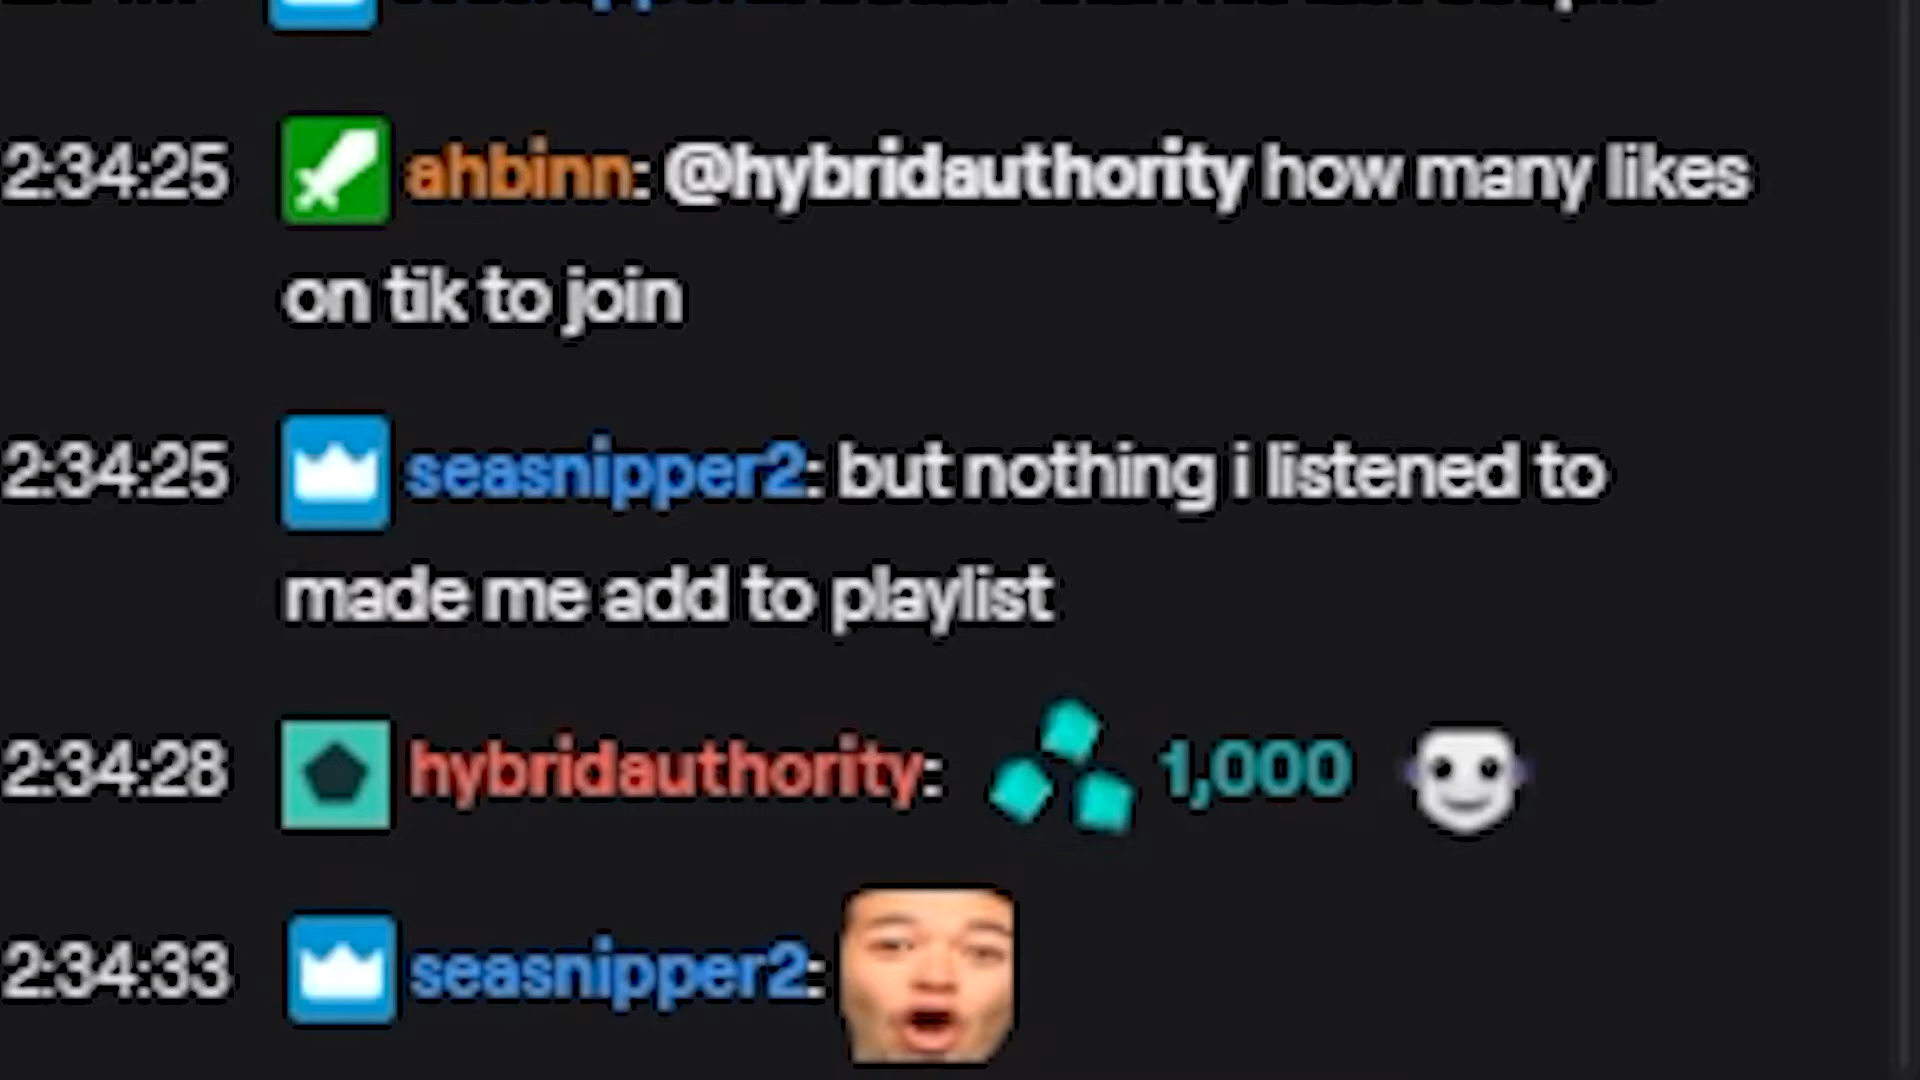 2:34:25 ahbinn: @hybridauthority how many likes
on tik to join
2:34:25 seasnipper2: but nothing i listened to
made me add to playlist
2:34:28 hybridauthority: 1,000
2:34:33 seasnipper2: